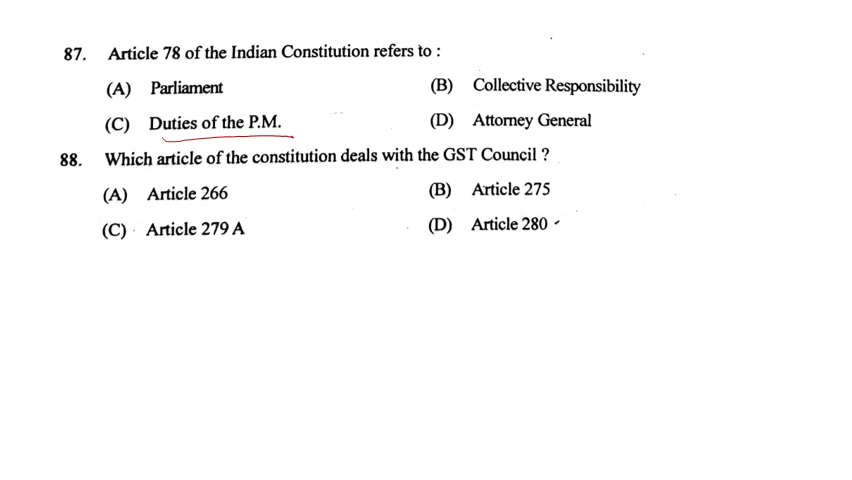 87. Article 78 of the Indian Constitution refers to :
(A) Parliament (B) Collective Responsibility
(C) Duties of the P.M. (D) Attorney General
88. Which article of the constitution deals with the GST Council ?
(A) Article 266 (B) Article 275
(C) Article 279 A (D) Article 280